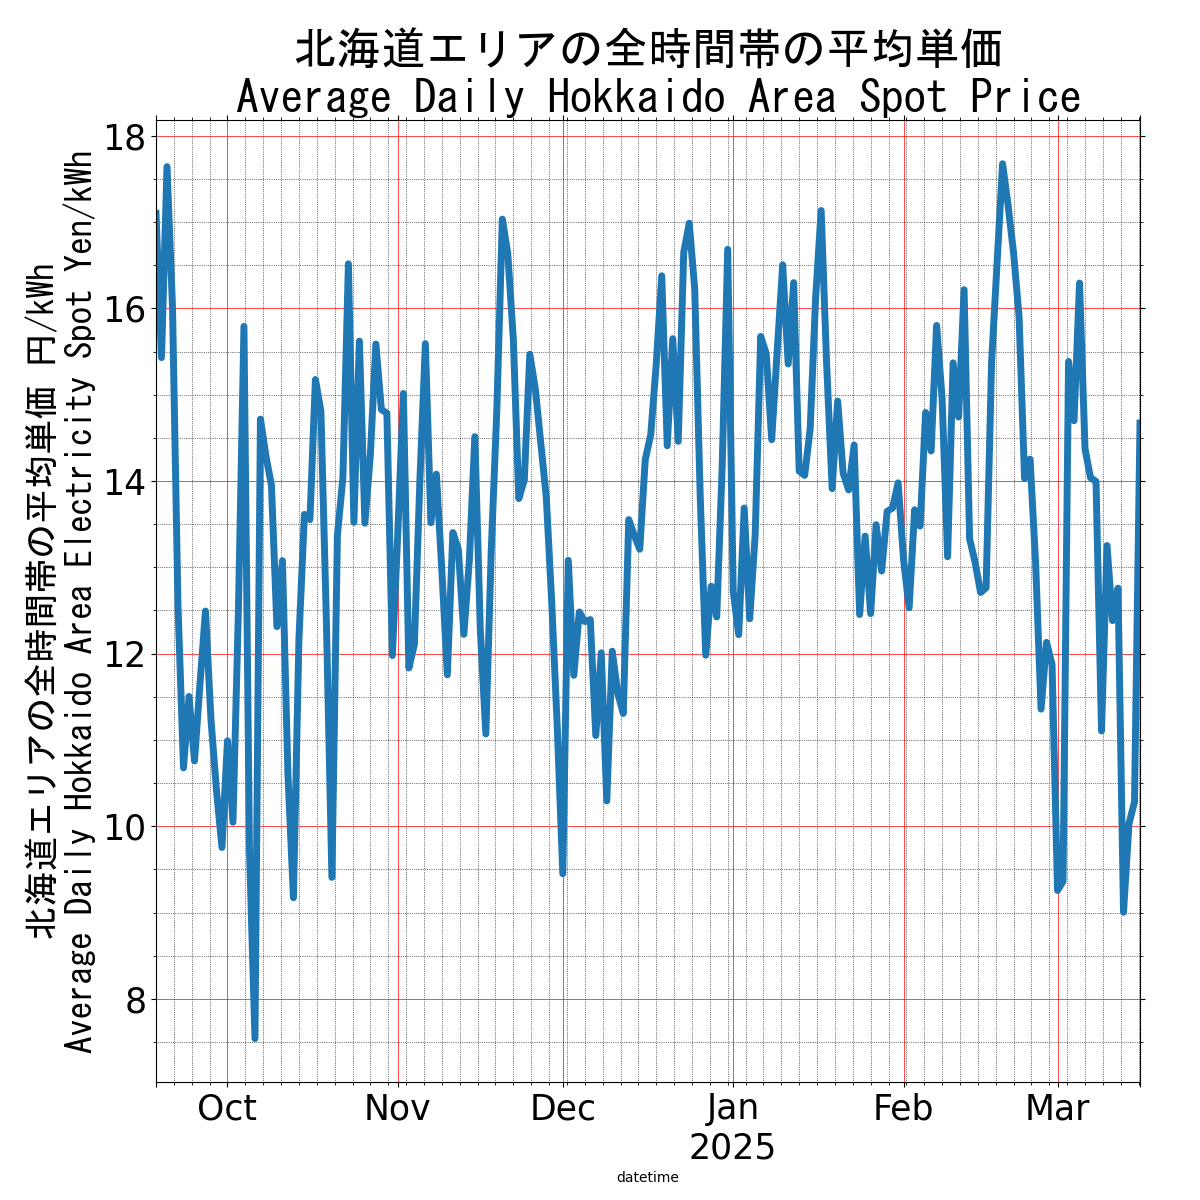 北海道エリアの全時間帯の平均単価
Average Daily Hokkaido Area Spot Price
北海道エリアの全時間帯の平均単価 円/kWh
Average Daily Hokkaido Area Electricity Spot Yen/kWh
18
16
14
12
10
8
Oct
Nov
Dec
Jan
2025
Feb
Mar
datetime